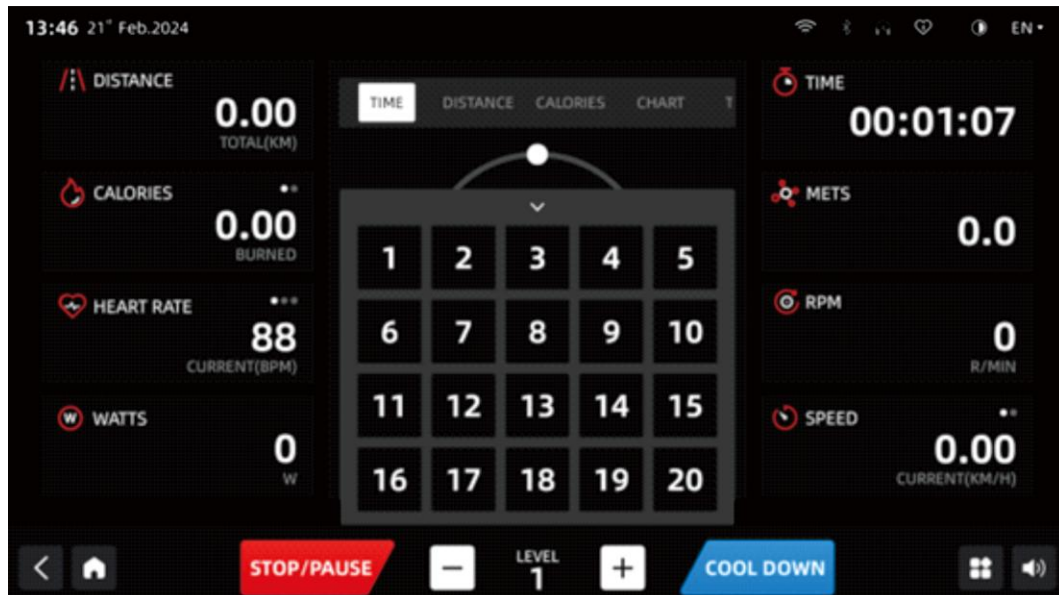 13:46 21st Feb.2024
EN
DISTANCE
0.00
TOTAL(KM)
CALORIES
0.00
BURNED
HEART RATE
88
CURRENT(BPM)
WATTS
0
W
TIME DISTANCE CALORIES CHART T
1 2 3 4 5
6 7 8 9 10
11 12 13 14 15
16 17 18 19 20
TIME
00:01:07
METS
0.0
RPM
0
R/MIN
SPEED
0.00
CURRENT(KM/H)
STOP/PAUSE
LEVEL
1
COOL DOWN